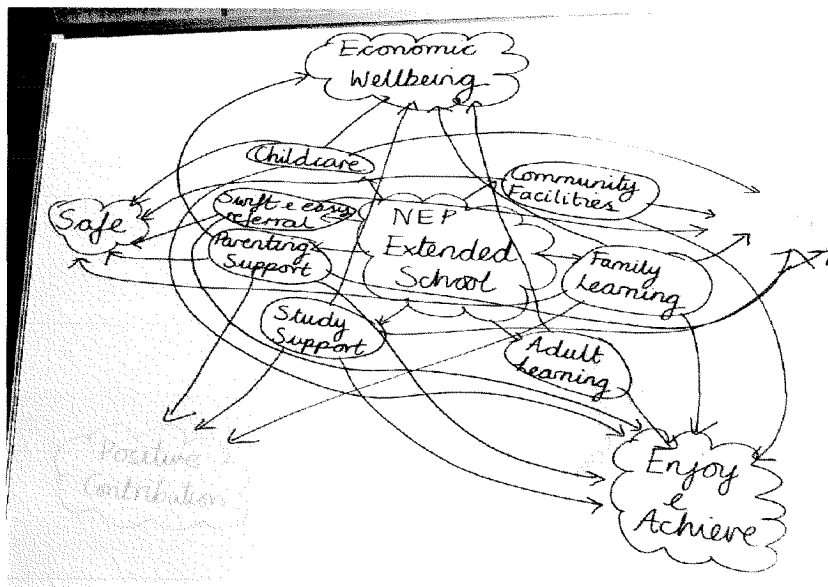 Economic
Wellbeing
Childcare
Community
Facilities
Safe
Swift e easy
referral
NEP
Extended
School
Parenting
Support
Family
Learning
Study
Support
Adult
Learning
Positive
Contribution
Enjoy
e
Achieve